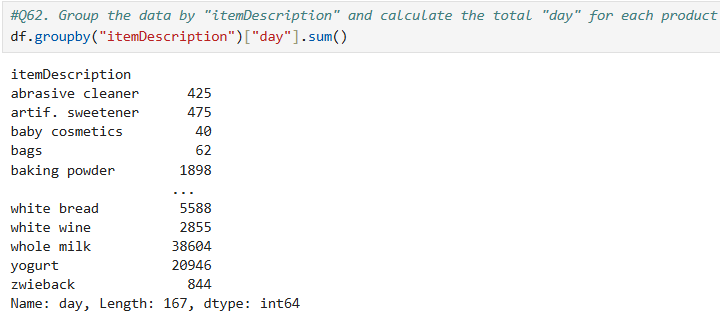 #Q62. Group the data by "itemDescription" and calculate the total "day" for each product
df.groupby("itemDescription")["day"].sum()
itemDescription
abrasive cleaner      425
artif. sweetener      475
baby cosmetics         40
bags                   62
baking powder        1898
                    ...
white bread          5588
white wine           2855
whole milk          38604
yogurt              20946
zwieback              844
Name: day, Length: 167, dtype: int64